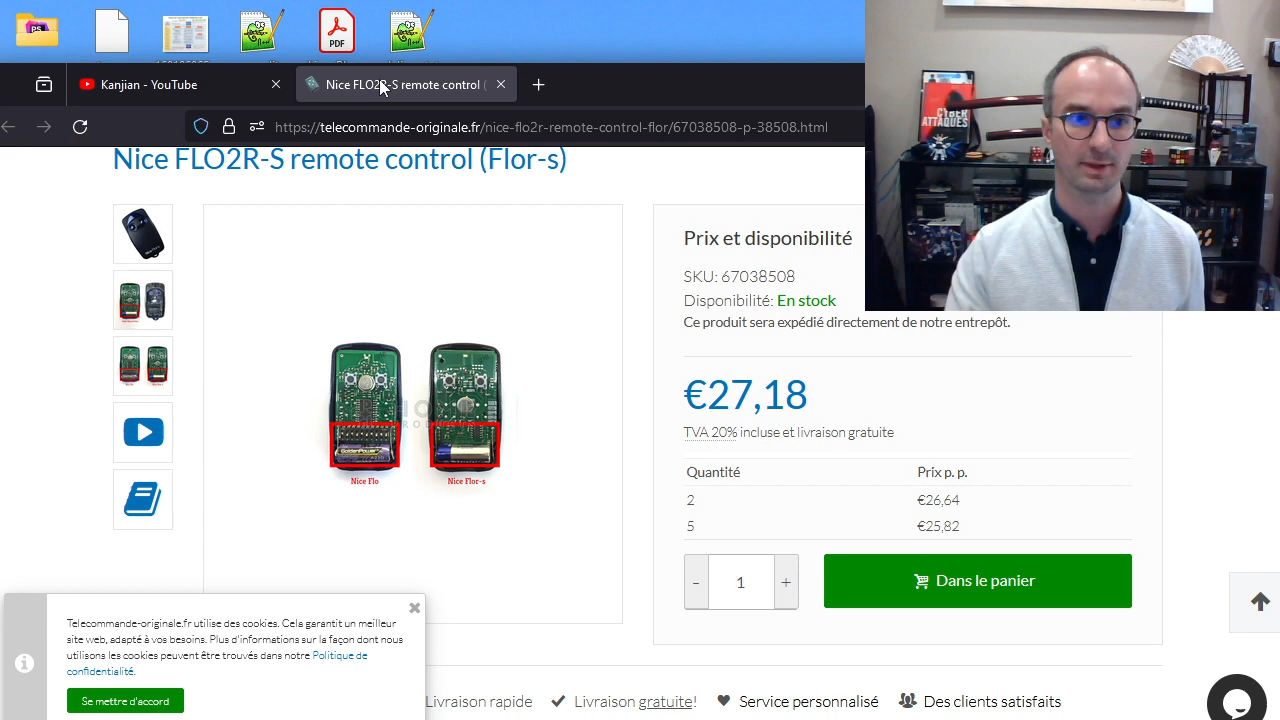 PDF
Kanjian - YouTube
Nice FLO2R-S remote control (
https://telecommande-originale.fr/nice-flo2r-remote-control-flor/67038508-p-38508.html
CYBER
ATTAQUES
Nice FLO2R-S remote control (Flor-s)
Prix et disponibilité
SKU: 67038508
Disponibilité: En stock
Ce produit sera expédié directement de notre entrepôt.
€27,18
TVA 20% incluse et livraison gratuite
Quantité Prix p. p.
2 €26,64
5 €25,82
- 1 + Dans le panier
GoldenPower
Nice Flo Nice Flor-s
Telecommande-originale.fr utilise des cookies. Cela garantit un meilleur
site web, adapté à vos besoins. Plus d'informations sur la façon dont nous
utilisons les cookies peuvent être trouvés dans notre Politique de
confidentialité.
Se mettre d'accord
Livraison rapide Livraison gratuite! Service personnalisé Des clients satisfaits